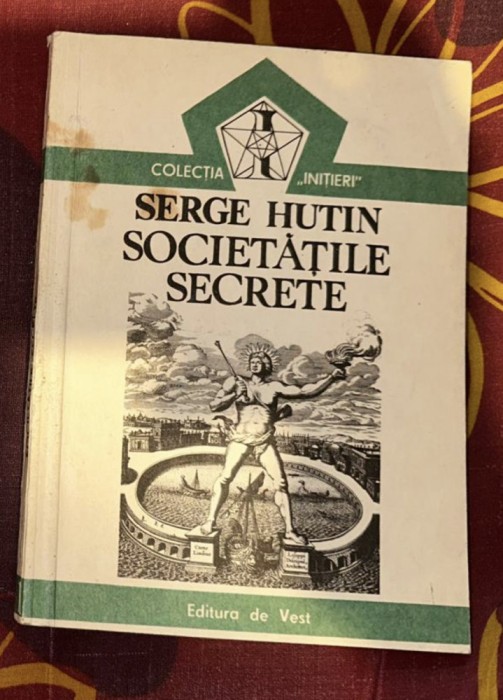 COLECȚIA „INIȚIERI"
SERGE HUTIN
SOCIETĂȚILE
SECRETE
Editura de Vest